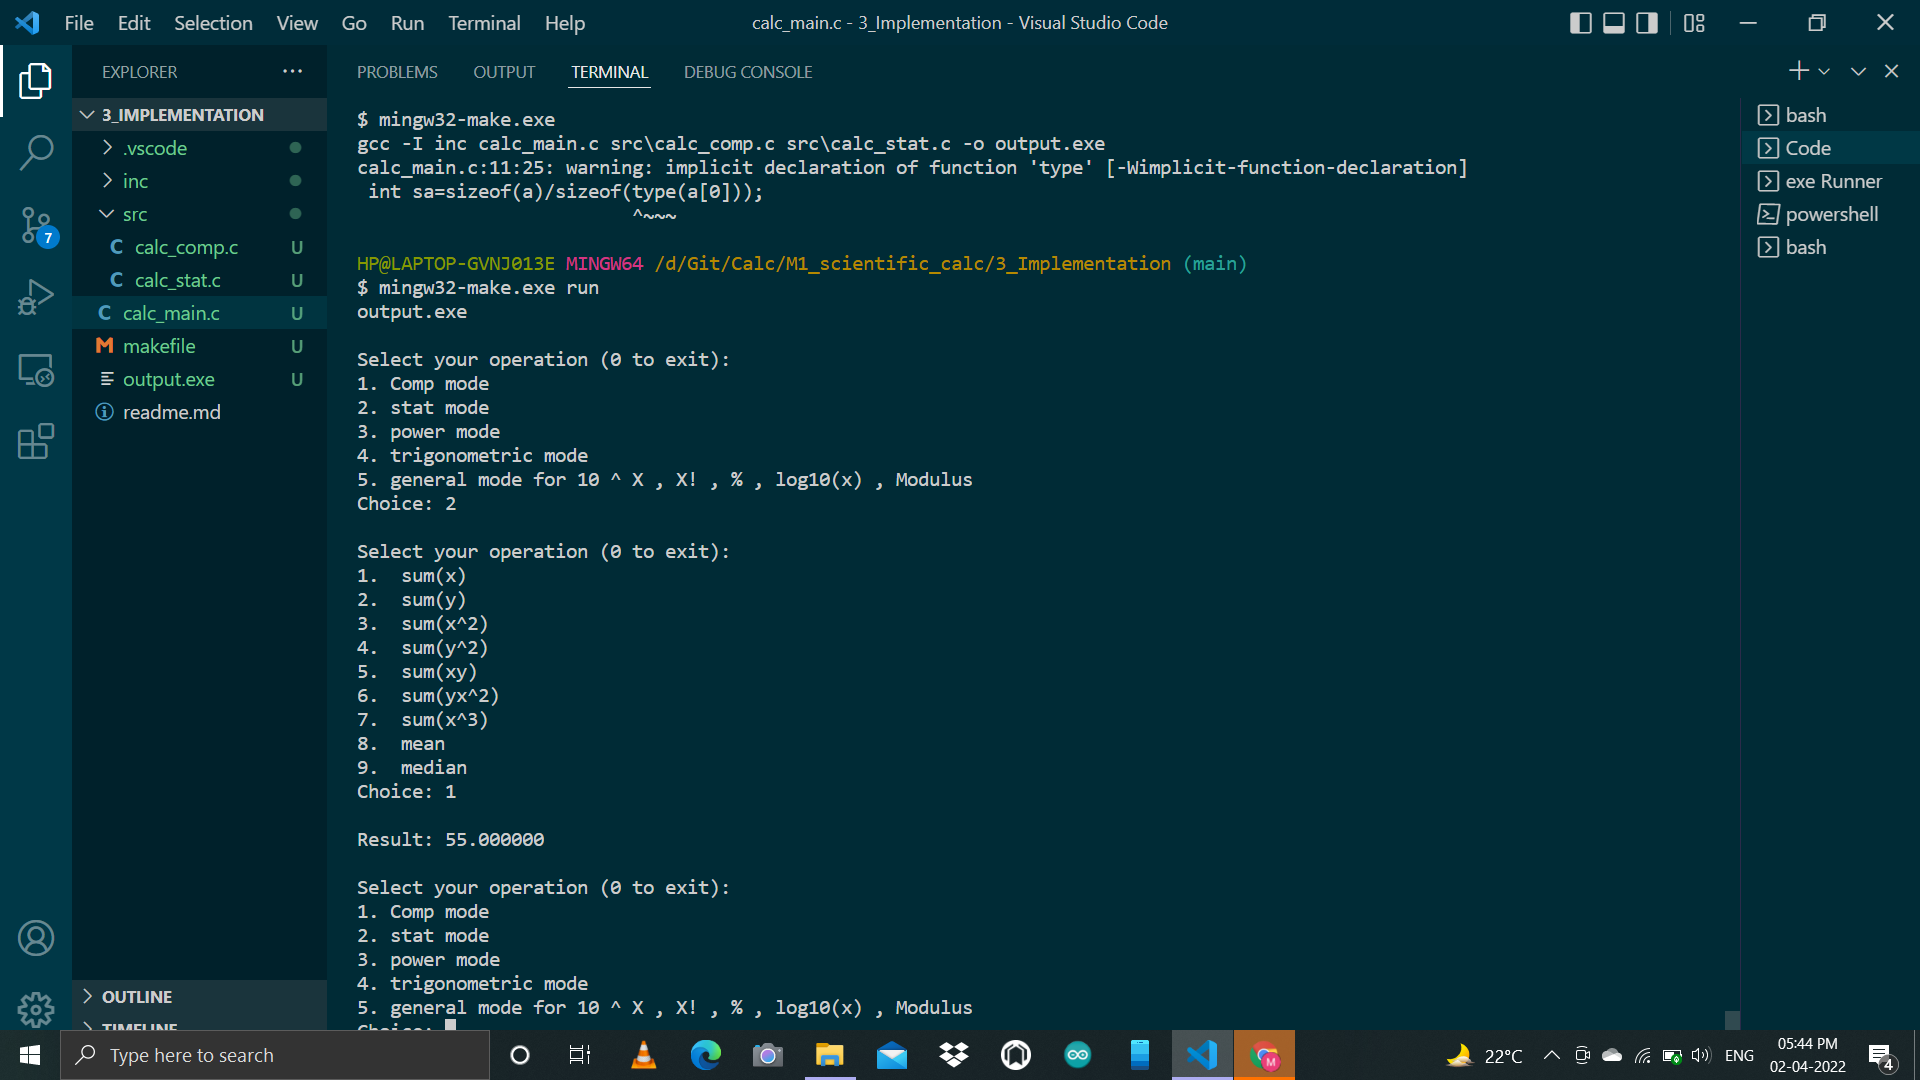 File Edit Selection View Go Run Terminal Help
calc_main.c - 3_Implementation - Visual Studio Code
EXPLORER
3_IMPLEMENTATION
.vscode
inc
src
calc_comp.c U
calc_stat.c U
calc_main.c U
makefile U
output.exe U
readme.md
7
OUTLINE
TIMELINE
PROBLEMS OUTPUT TERMINAL DEBUG CONSOLE
$ mingw32-make.exe
gcc -I inc calc_main.c src\calc_comp.c src\calc_stat.c -o output.exe
calc_main.c:11:25: warning: implicit declaration of function 'type' [-Wimplicit-function-declaration]
int sa=sizeof(a)/sizeof(type(a[0]));
^~~~
HP@LAPTOP-GVNJ013E MINGW64 /d/Git/Calc/M1_scientific_calc/3_Implementation (main)
$ mingw32-make.exe run
output.exe
Select your operation (0 to exit):
1. Comp mode
2. stat mode
3. power mode
4. trigonometric mode
5. general mode for 10 ^ X , X! , % , log10(x) , Modulus
Choice: 2
Select your operation (0 to exit):
1. sum(x)
2. sum(y)
3. sum(x^2)
4. sum(y^2)
5. sum(xy)
6. sum(yx^2)
7. sum(x^3)
8. mean
9. median
Choice: 1
Result: 55.000000
Select your operation (0 to exit):
1. Comp mode
2. stat mode
3. power mode
4. trigonometric mode
5. general mode for 10 ^ X , X! , % , log10(x) , Modulus
Choice:
bash
Code
exe Runner
powershell
bash
Type here to search
M
22°C
ENG
05:44 PM
02-04-2022
4